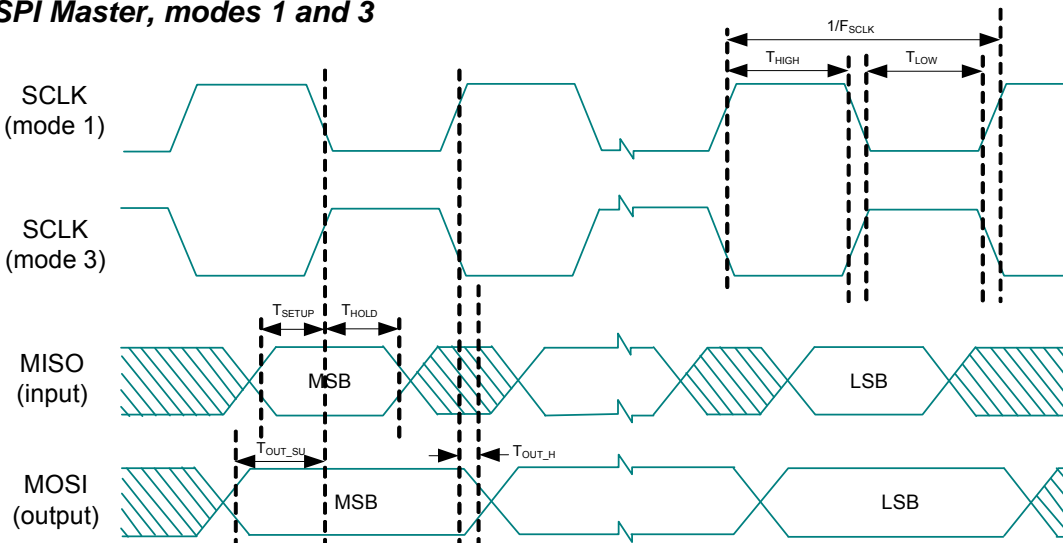 SPI Master, modes 1 and 3
1/FSCLK
THIGH
TLOW
SCLK
(mode 1)
SCLK
(mode 3)
TSETUP
THOLD
MISO
(input)
MSB
LSB
TOUT_SU
TOUT_H
MOSI
(output)
MSB
LSB